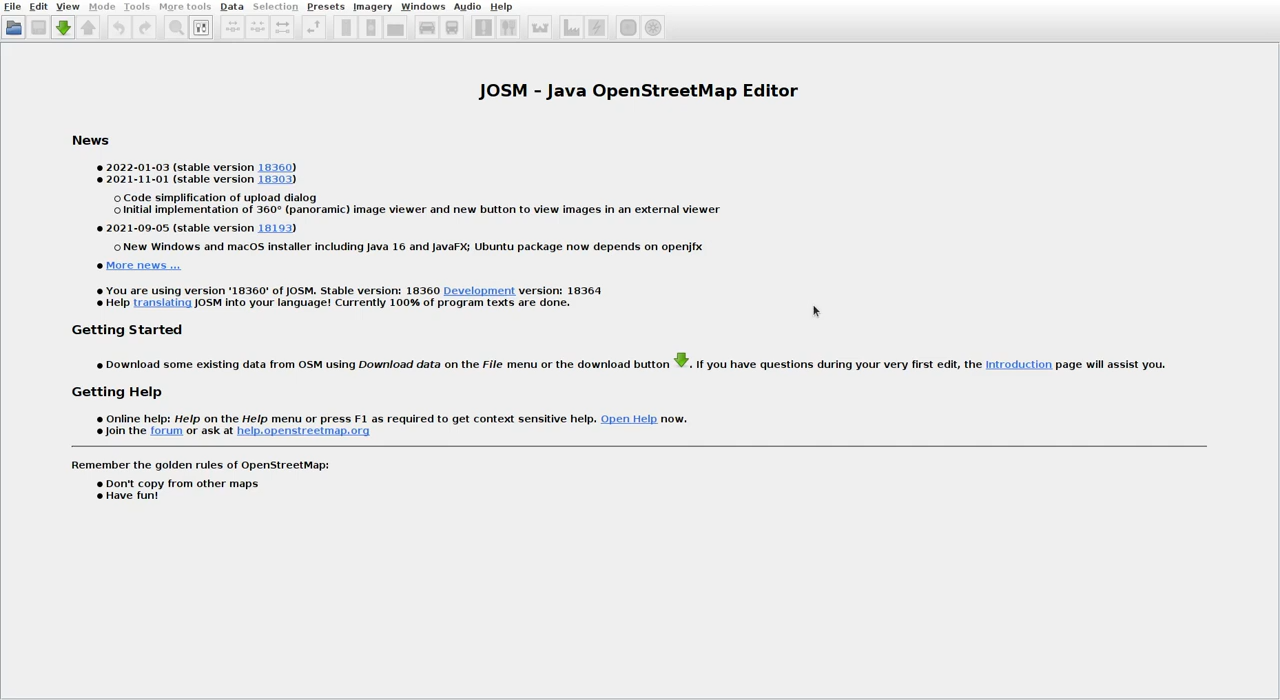 File Edit View Mode Tools More tools Data Selection Presets Imagery Windows Audio Help
JOSM – Java OpenStreetMap Editor
News
2022-01-03 (stable version 18360)
2021-11-01 (stable version 18303)
Code simplification of upload dialog
Initial implementation of 360° (panoramic) image viewer and new button to view images in an external viewer
2021-09-05 (stable version 18193)
New Windows and macOS installer including Java 16 and JavaFX; Ubuntu package now depends on openjfx
More news ...
You are using version '18360' of JOSM. Stable version: 18360 Development version: 18364
Help translating JOSM into your language! Currently 100% of program texts are done.
Getting Started
Download some existing data from OSM using Download data on the File menu or the download button . If you have questions during your very first edit, the Introduction page will assist you.
Getting Help
Online help: Help on the Help menu or press F1 as required to get context sensitive help. Open Help now.
Join the forum or ask at help.openstreetmap.org
Remember the golden rules of OpenStreetMap:
Don't copy from other maps
Have fun!